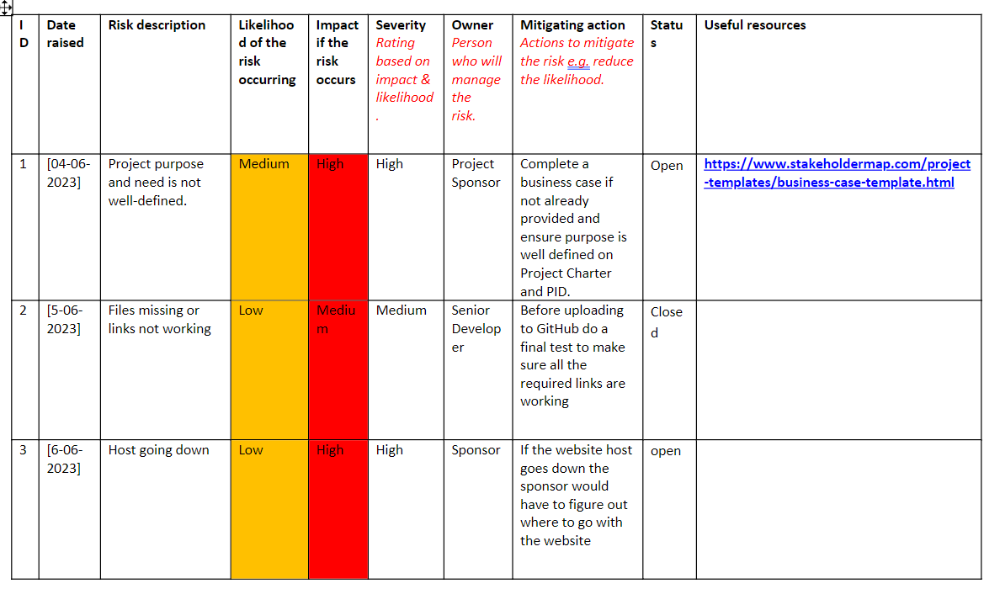 I
D
Date
raised
Risk description
Likelihoo
d of the
risk
occurring
Impact
if the
risk
occurs
Severity
Rating
based on
impact &
likelihood
.
Owner
Person
who will
manage
the
risk.
Mitigating action
Actions to mitigate
the risk e.g. reduce
the likelihood.
Statu
s
Useful resources
1
[04-06-
2023]
Project purpose
and need is not
well-defined.
Medium
High
High
Project
Sponsor
Complete a
business case if
not already
provided and
ensure purpose is
well defined on
Project Charter
and PID.
Open
https://www.stakeholdermap.com/project
-templates/business-case-template.html
2
[5-06-
2023]
Files missing or
links not working
Low
Mediu
m
Medium
Senior
Develop
er
Before uploading
to GitHub do a
final test to make
sure all the
required links are
working
Close
d
3
[6-06-
2023]
Host going down
Low
High
High
Sponsor
If the website host
goes down the
sponsor would
have to figure out
where to go with
the website
open